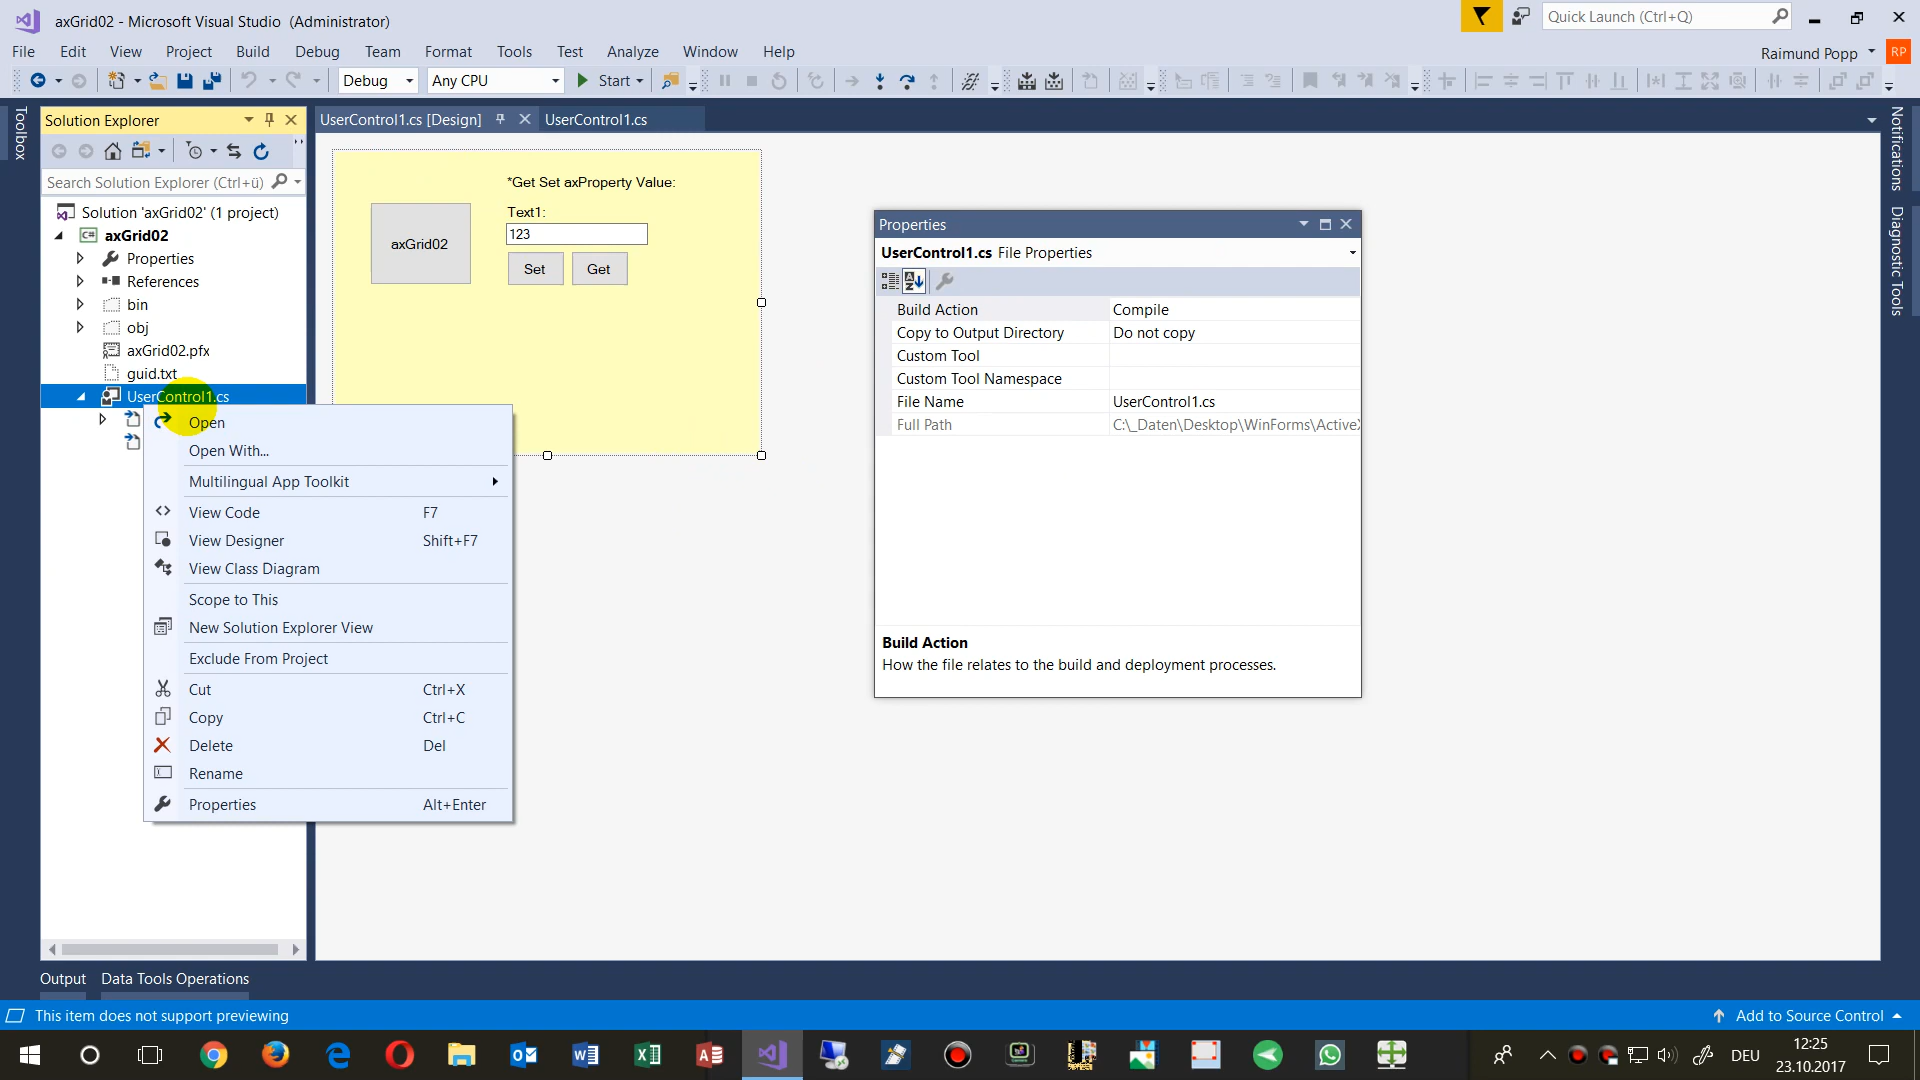 axGrid02 - Microsoft Visual Studio (Administrator)
Quick Launch (Ctrl+Q)
File Edit View Project Build Debug Team Format Tools Test Analyze Window Help
Raimund Popp
RP
Debug Any CPU Start
Toolbox
Solution Explorer
Search Solution Explorer (Ctrl+ü)
Solution 'axGrid02' (1 project)
C# axGrid02
Properties
References
bin
obj
axGrid02.pfx
guid.txt
UserControl1.cs
Open
Open With...
Multilingual App Toolkit
View Code F7
View Designer Shift+F7
View Class Diagram
Scope to This
New Solution Explorer View
Exclude From Project
Cut Ctrl+X
Copy Ctrl+C
Delete Del
Rename
Properties Alt+Enter
UserControl1.cs [Design] UserControl1.cs
*Get Set axProperty Value:
Text1:
axGrid02
123
Set Get
Properties
UserControl1.cs File Properties
Build Action Compile
Copy to Output Directory Do not copy
Custom Tool
Custom Tool Namespace
File Name UserControl1.cs
Full Path C:\_Daten\Desktop\WinForms\ActiveX
Build Action
How the file relates to the build and deployment processes.
Notifications
Diagnostic Tools
Output Data Tools Operations
This item does not support previewing
Add to Source Control
DEU
12:25
23.10.2017